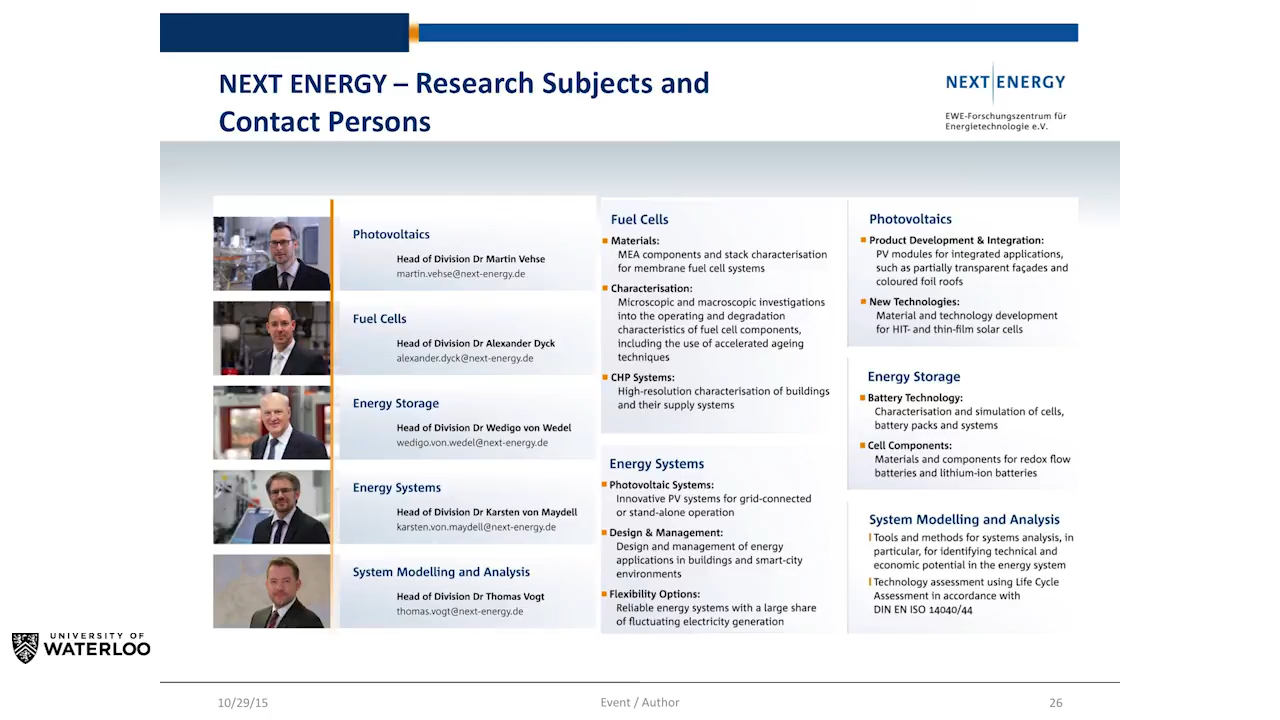 NEXT ENERGY – Research Subjects and
Contact Persons
NEXT ENERGY
EWE-Forschungszentrum für
Energietechnologie e.V.
Photovoltaics
Head of Division Dr Martin Vehse
martin.vehse@next-energy.de
Fuel Cells
Head of Division Dr Alexander Dyck
alexander.dyck@next-energy.de
Energy Storage
Head of Division Dr Wedigo von Wedel
wedigo.von.wedel@next-energy.de
Energy Systems
Head of Division Dr Karsten von Maydell
karsten.von.maydell@next-energy.de
System Modelling and Analysis
Head of Division Dr Thomas Vogt
thomas.vogt@next-energy.de
Fuel Cells
Materials:
MEA components and stack characterisation
for membrane fuel cell systems
Characterisation:
Microscopic and macroscopic investigations
into the operating and degradation
characteristics of fuel cell components,
including the use of accelerated ageing
techniques
CHP Systems:
High-resolution characterisation of buildings
and their supply systems
Energy Systems
Photovoltaic Systems:
Innovative PV systems for grid-connected
or stand-alone operation
Design & Management:
Design and management of energy
applications in buildings and smart-city
environments
Flexibility Options:
Reliable energy systems with a large share
of fluctuating electricity generation
Photovoltaics
Product Development & Integration:
PV modules for integrated applications,
such as partially transparent façades and
coloured foil roofs
New Technologies:
Material and technology development
for HIT- and thin-film solar cells
Energy Storage
Battery Technology:
Characterisation and simulation of cells,
battery packs and systems
Cell Components:
Materials and components for redox flow
batteries and lithium-ion batteries
System Modelling and Analysis
Tools and methods for systems analysis, in
particular, for identifying technical and
economic potential in the energy system
Technology assessment using Life Cycle
Assessment in accordance with
DIN EN ISO 14040/44
UNIVERSITY OF
WATERLOO
10/29/15
Event / Author
26